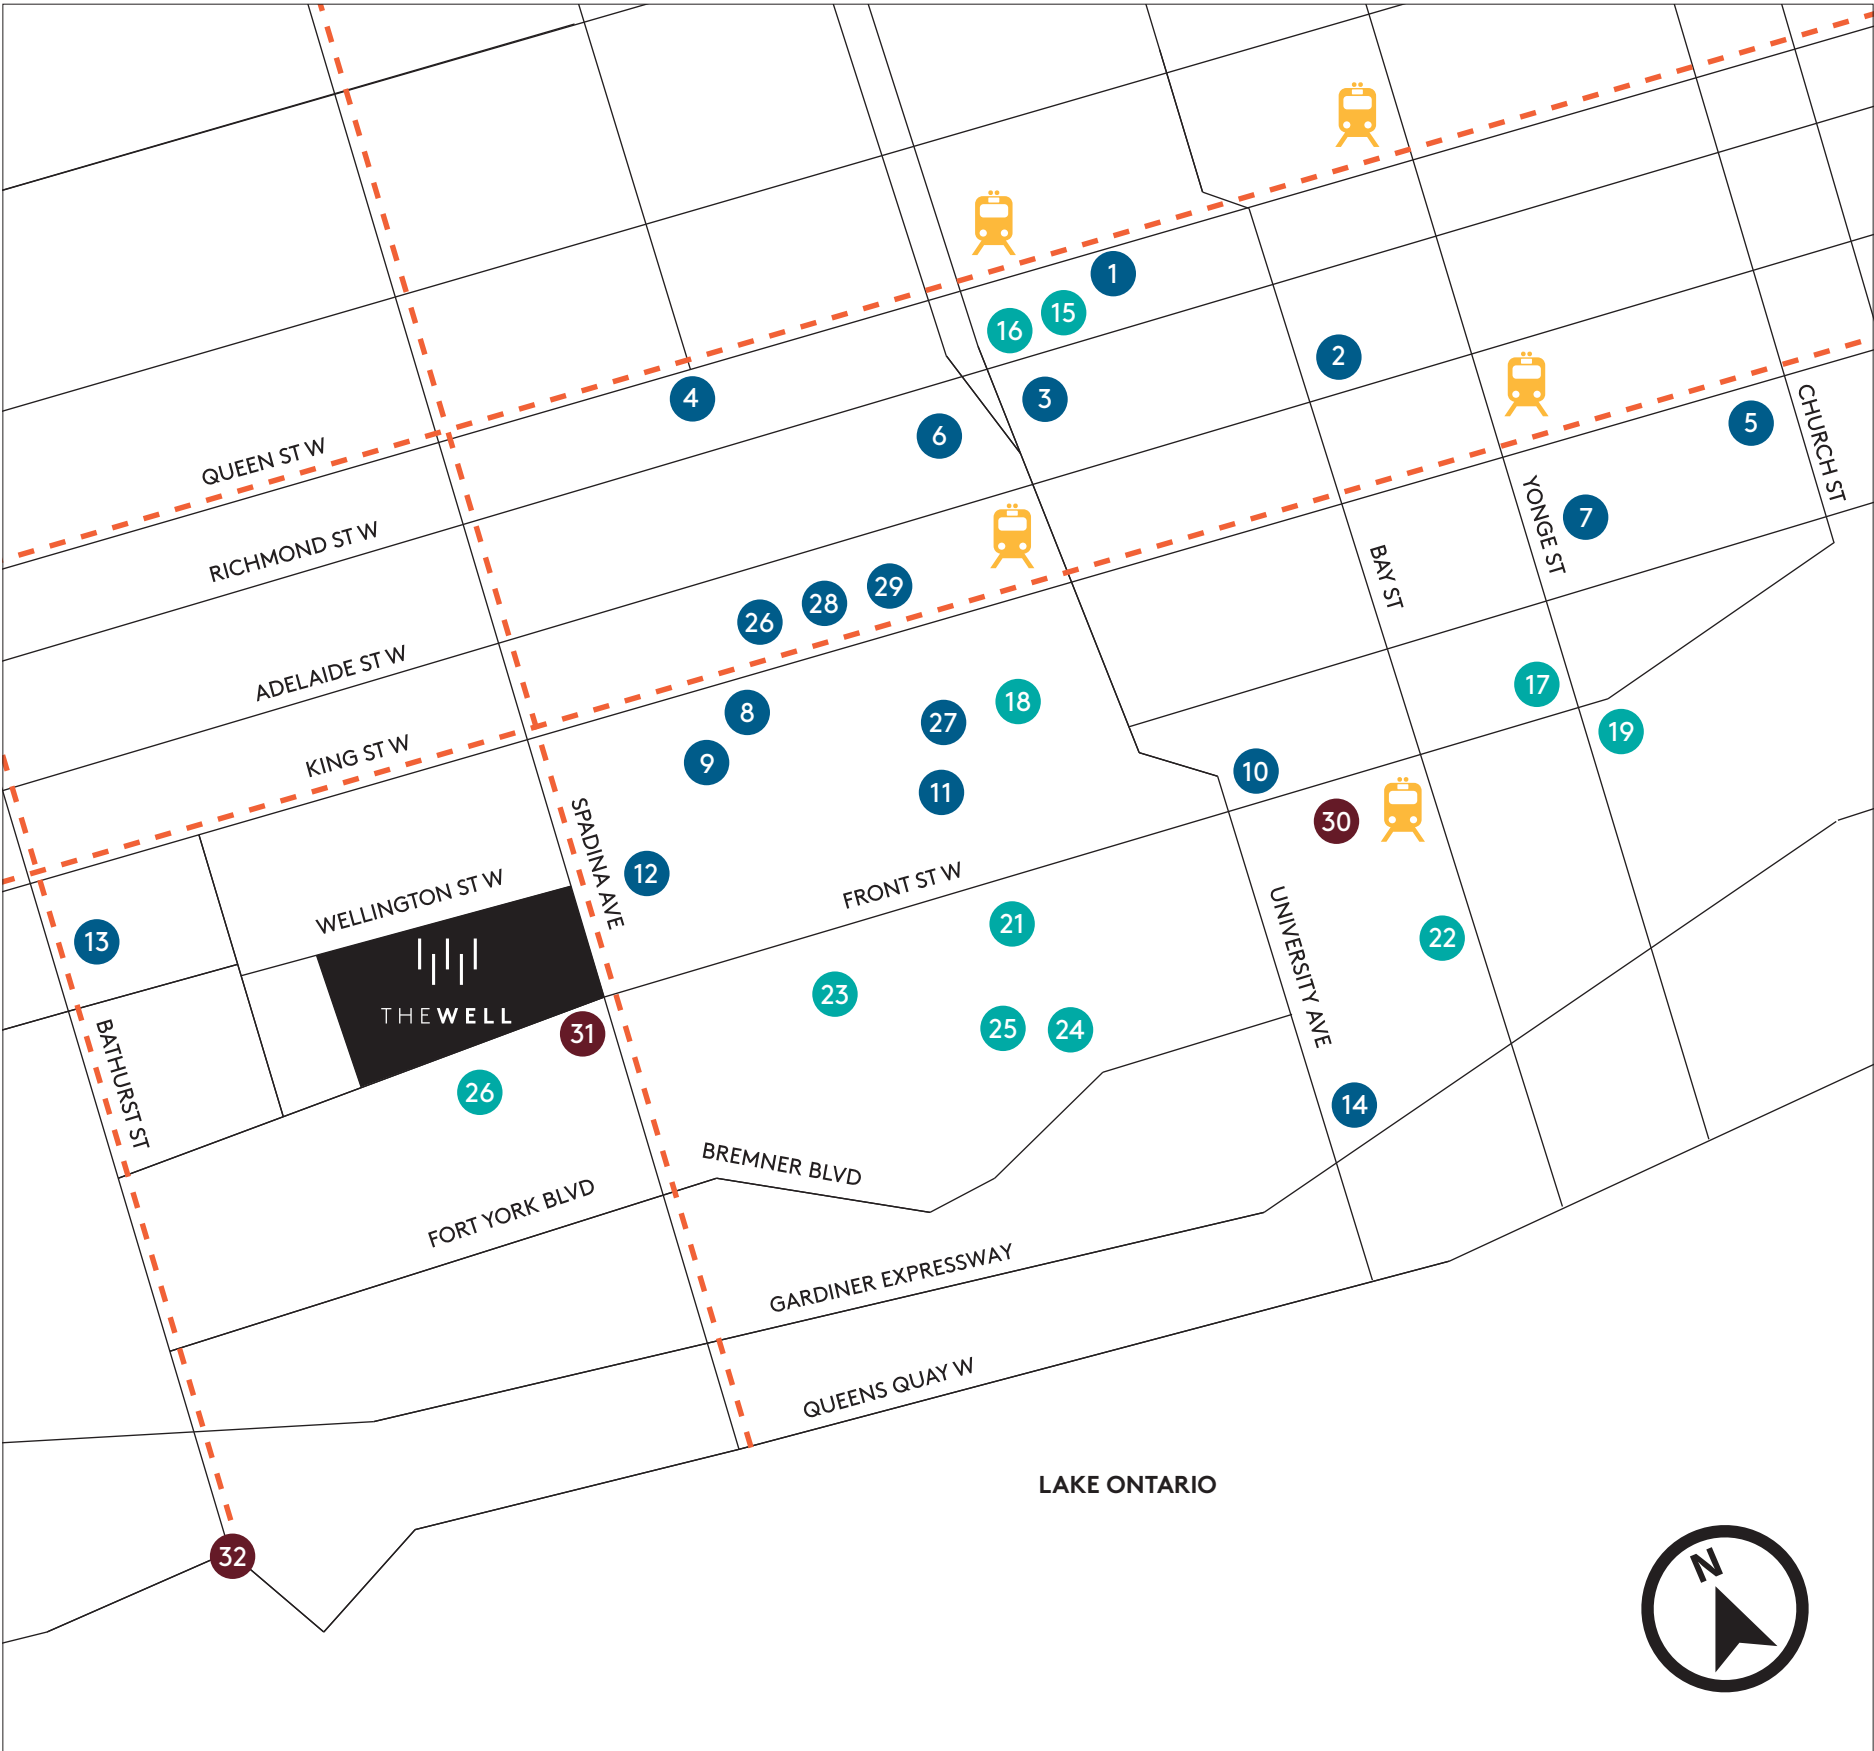 1
16
15
2
4
3
6
5
CHURCH ST
QUEEN ST W
RICHMOND ST W
YONGE ST
7
BAY ST
29
28
26
ADELAIDE ST W
8
27
18
17
19
KING ST W
9
11
10
30
SPADINA AVE
12
FRONT ST W
WELLINGTON ST W
13
21
22
UNIVERSITY AVE
THEWELL
23
25
24
31
BATHURST ST
26
14
BREMNER BLVD
FORT YORK BLVD
GARDINER EXPRESSWAY
QUEENS QUAY W
LAKE ONTARIO
32
N